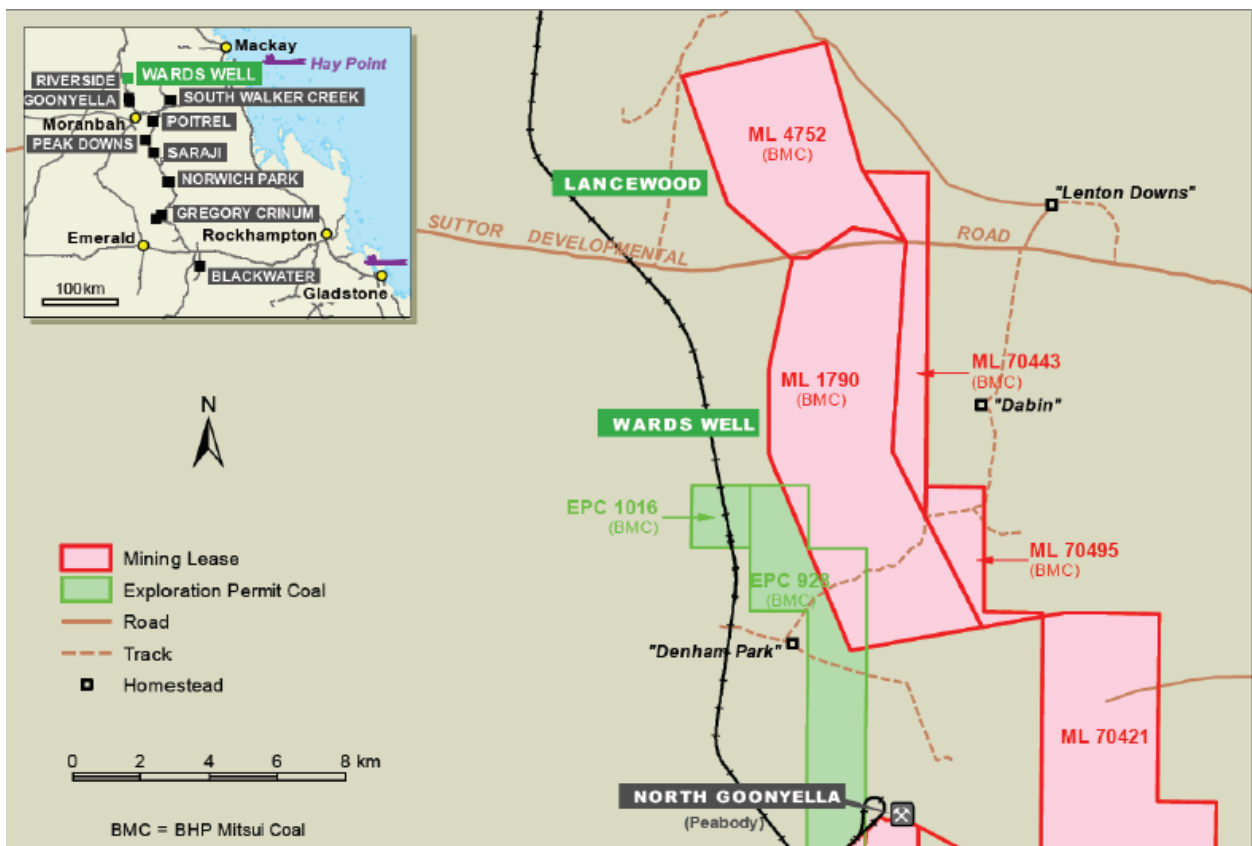 Mackay
Hay Point
WARDS WELL
RIVERSIDE
GOONYELLA
SOUTH WALKER CREEK
Moranbah
POITREL
PEAK DOWNS
SARAJI
NORWICH PARK
GREGORY CRINUM
Emerald
Rockhampton
BLACKWATER
100km
Gladstone
ML 4752
(BMC)
LANCEWOOD
"Lenton Downs"
SUTTOR DEVELOPMENTAL ROAD
ML 1790
(BMC)
ML 70443
(BMC)
"Dabin"
WARDS WELL
N
EPC 1016
(BMC)
ML 70495
(BMC)
EPC 928
(BMC)
"Denham Park"
Mining Lease
Exploration Permit Coal
Road
Track
Homestead
0 2 4 6 8 km
BMC = BHP Mitsui Coal
ML 70421
NORTH GOONYELLA
(Peabody)